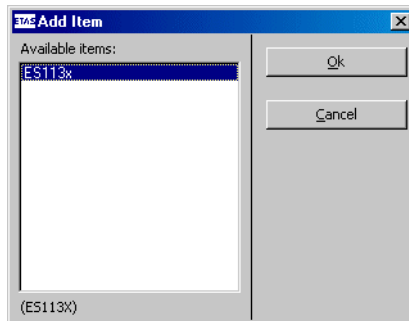 ETAS Add Item
Available items:
ES113x
Ok
Cancel
(ES113X)